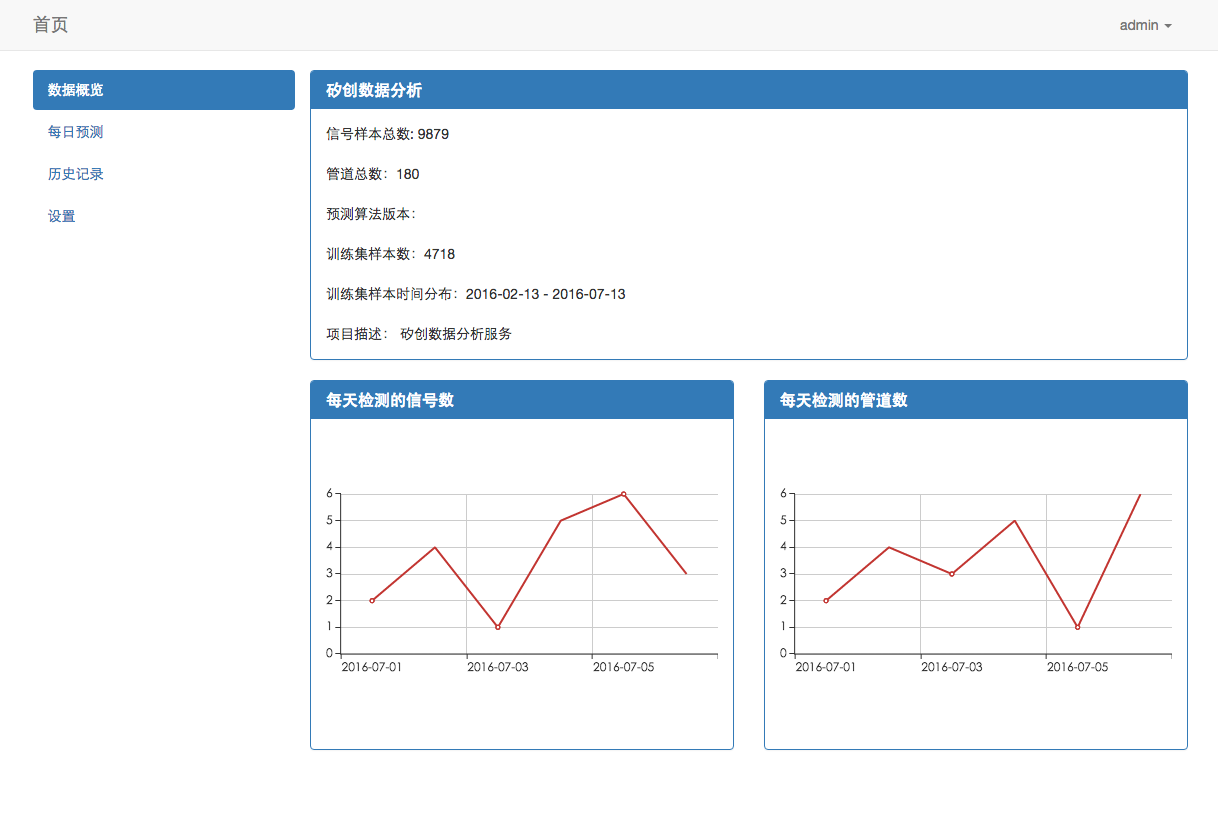 首页
admin
数据概览
每日预测
历史记录
设置
矽创数据分析
信号样本总数: 9879
管道总数：180
预测算法版本：
训练集样本数：4718
训练集样本时间分布：2016-02-13 - 2016-07-13
项目描述： 矽创数据分析服务
每天检测的信号数
6
5
4
3
2
1
0
2016-07-01 2016-07-03 2016-07-05
每天检测的管道数
6
5
4
3
2
1
0
2016-07-01 2016-07-03 2016-07-05